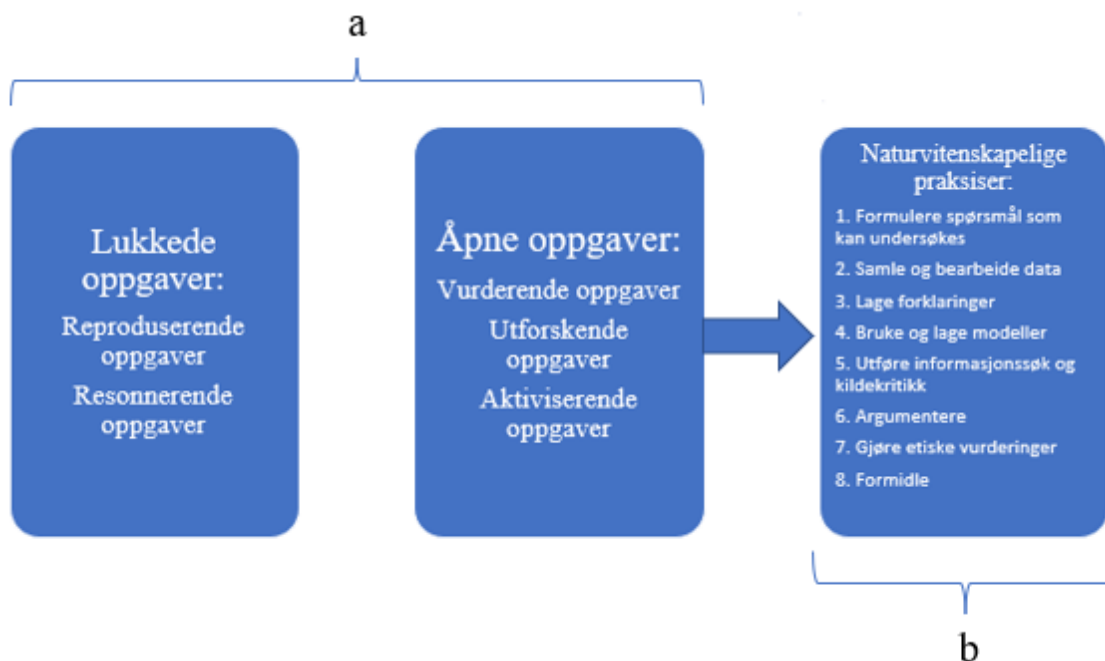 a
Lukkede
oppgaver:
Reproduserende
oppgaver
Resonnerende
oppgaver
Åpne oppgaver:
Vurderende oppgaver
Utforskende
oppgaver
Aktiviserende
oppgaver
Naturvitenskapelige
praksiser:
1. Formulere spørsmål som
kan undersøkes
2. Samle og bearbeide data
3. Lage forklaringer
4. Bruke og lage modeller
5. Utføre informasjonssøk og
kildekritikk
6. Argumentere
7. Gjøre etiske vurderinger
8. Formidle
b